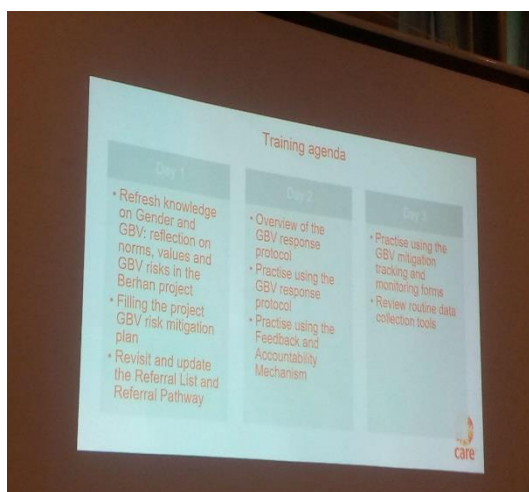 Training agenda
Day 1
• Refresh knowledge
on Gender and
GBV: reflection on
norms, values and
GBV risks in the
Berhan project
• Filling the project
GBV risk mitigation
plan
• Revisit and update
the Referral List and
Referral Pathway
Day 2
• Overview of the
GBV response
protocol
• Practise using the
GBV response
protocol
• Practise using the
Feedback and
Accountability
Mechanism
Day 3
• Practise using the
GBV mitigation
tracking and
monitoring forms
• Review routine data
collection tools
care